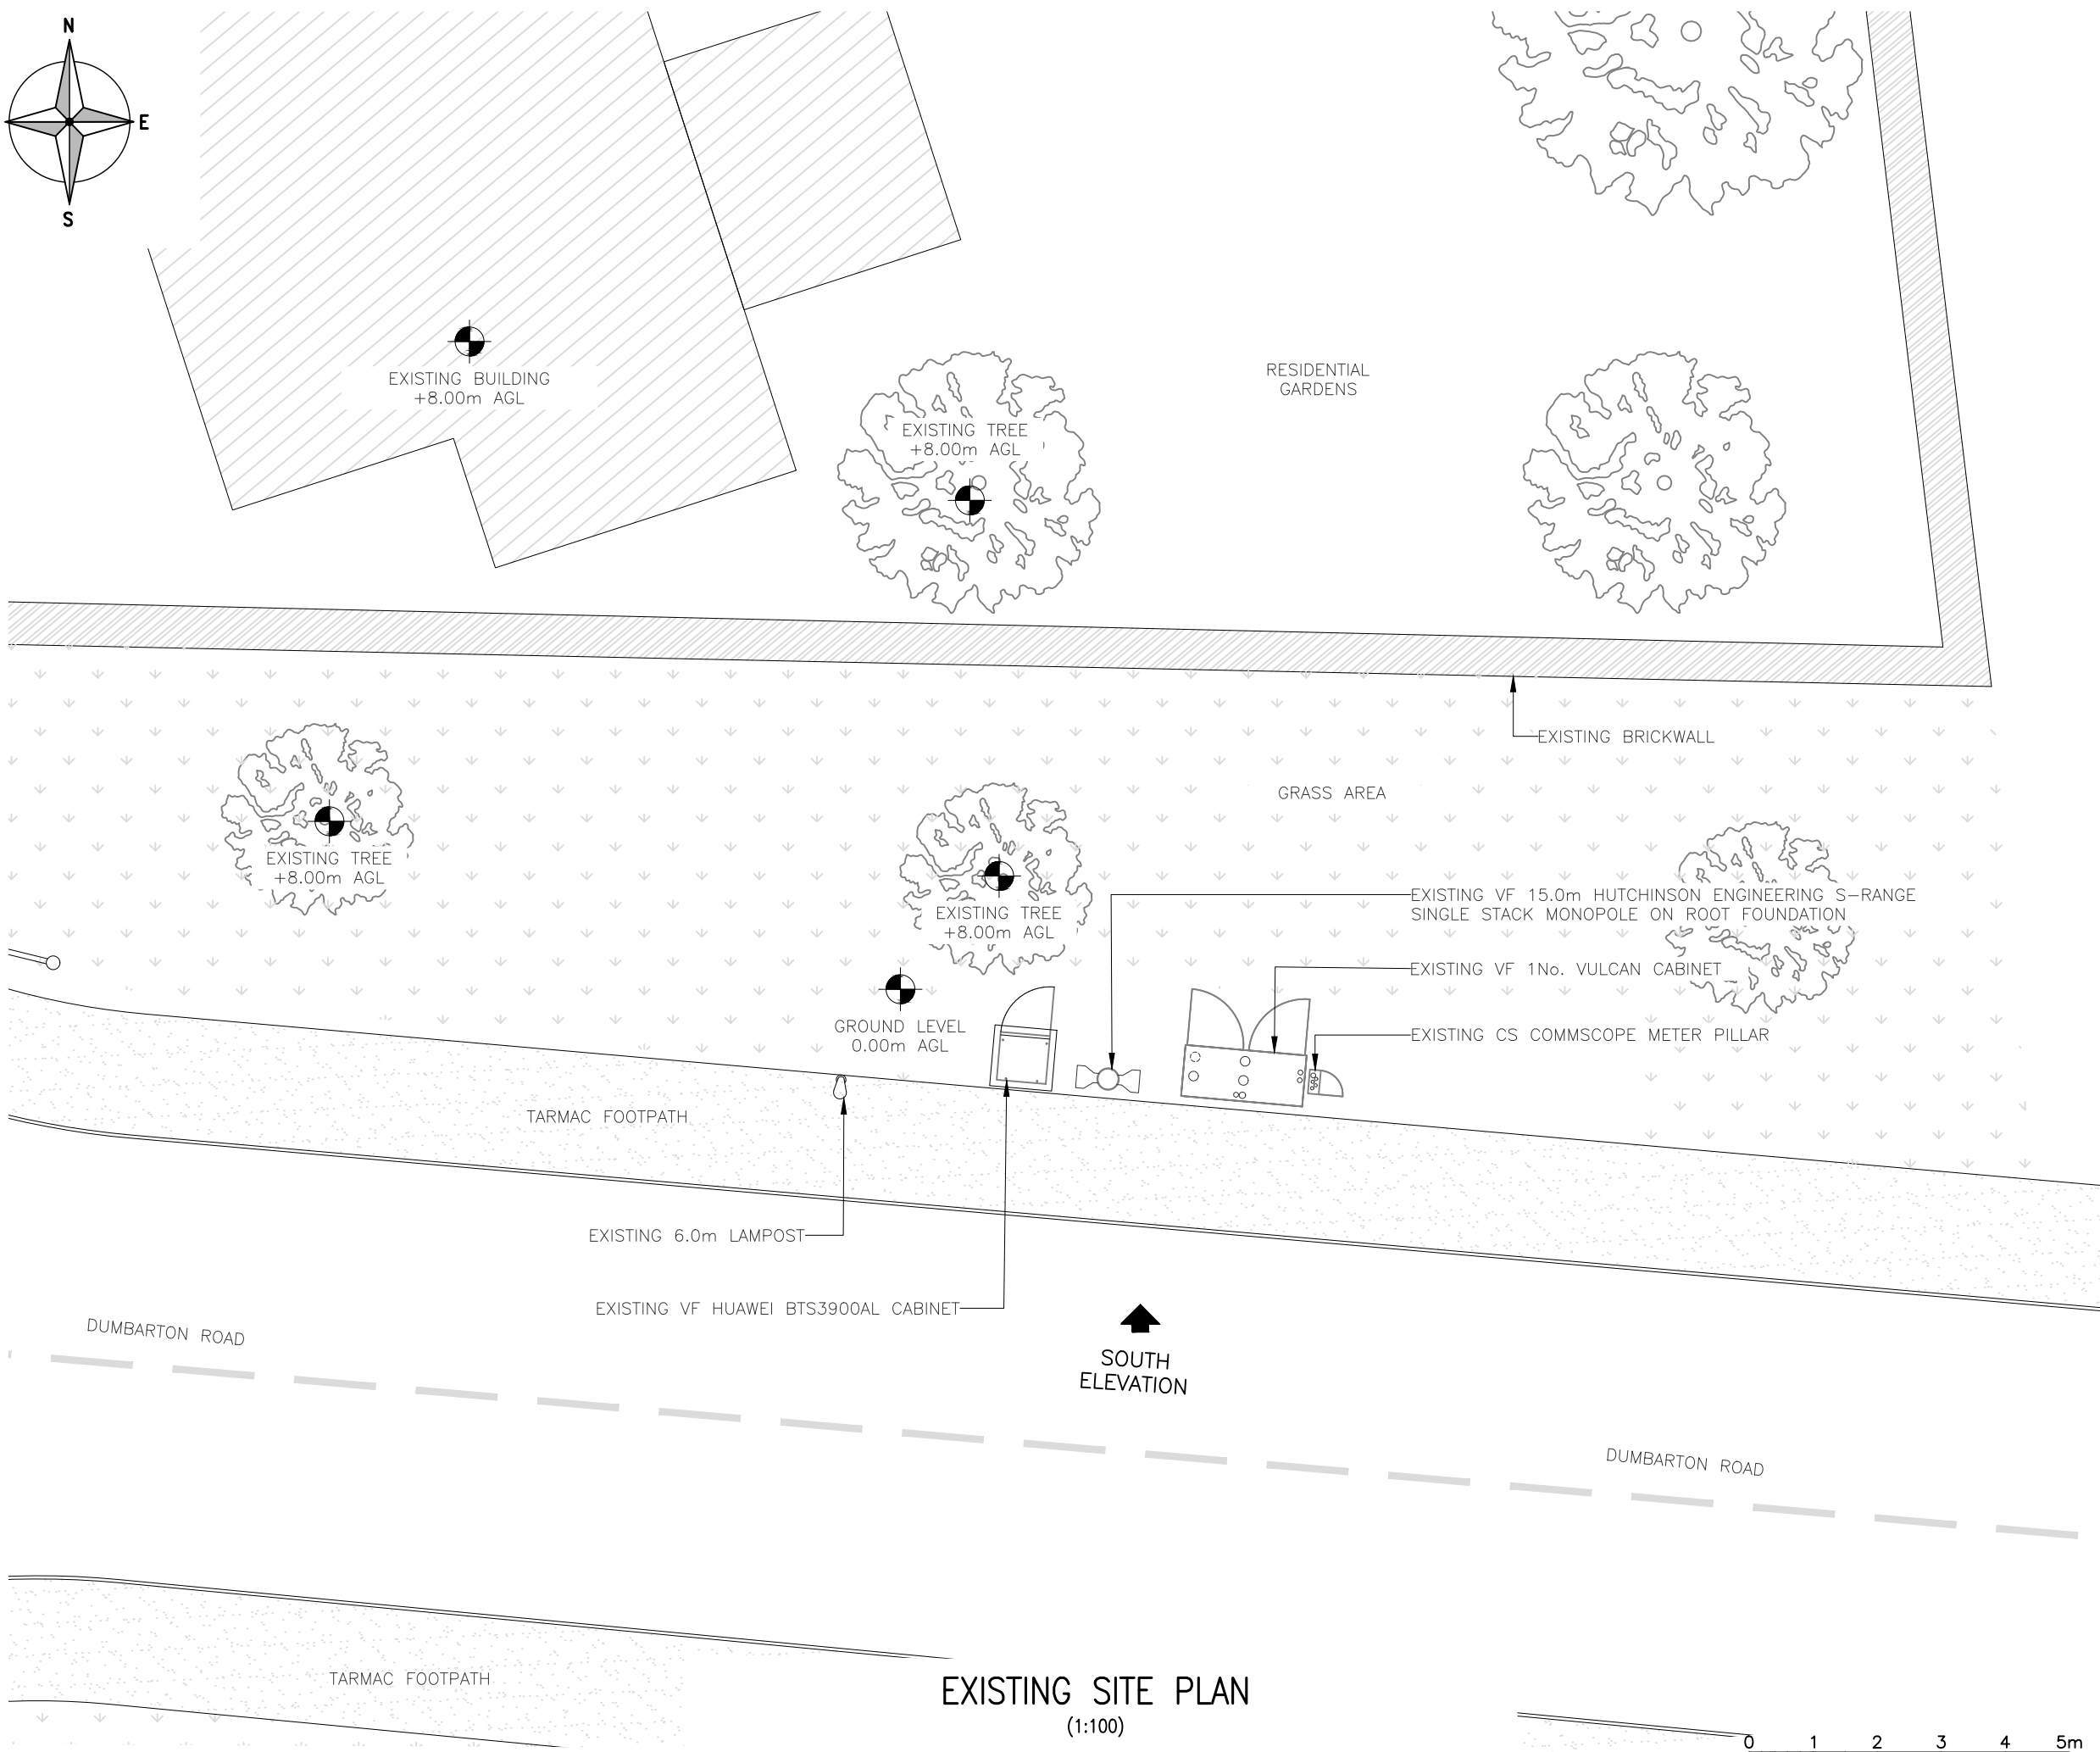 N
E
S
EXISTING BUILDING
+8.00m AGL
RESIDENTIAL
GARDENS
EXISTING TREE
+8.00m AGL
EXISTING BRICKWALL
GRASS AREA
EXISTING TREE
+8.00m AGL
EXISTING TREE
+8.00m AGL
EXISTING VF 15.0m HUTCHINSON ENGINEERING S-RANGE
SINGLE STACK MONOPOLE ON ROOT FOUNDATION
EXISTING VF 1No. VULCAN CABINET
EXISTING CS COMMSCOPE METER PILLAR
GROUND LEVEL
0.00m AGL
TARMAC FOOTPATH
EXISTING 6.0m LAMPOST
EXISTING VF HUAWEI BTS3900AL CABINET
DUMBARTON ROAD
SOUTH
ELEVATION
DUMBARTON ROAD
TARMAC FOOTPATH
EXISTING SITE PLAN
(1:100)
0 1 2 3 4 5m